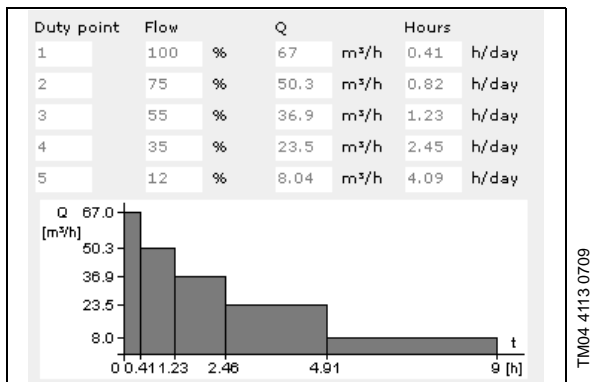 Duty point Flow Q Hours
1 100 % 67 m³/h 0.41 h/day
2 75 % 50.3 m³/h 0.82 h/day
3 55 % 36.9 m³/h 1.23 h/day
4 35 % 23.5 m³/h 2.45 h/day
5 12 % 8.04 m³/h 4.09 h/day
Q 67.0
[m³/h]
50.3
36.9
23.5
8.0
t
0 0.41 1.23 2.46 4.91 9 [h]
TM04 4113 0709